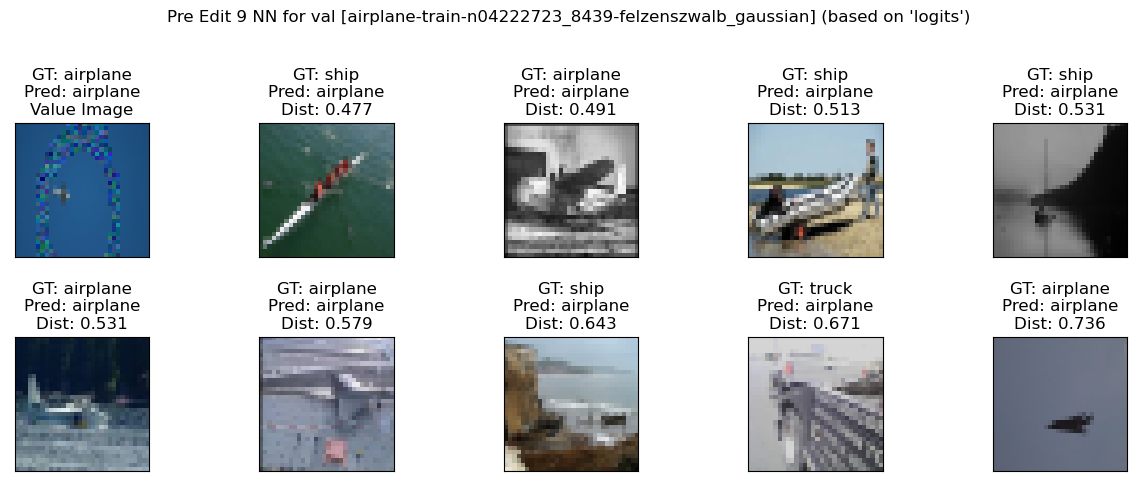 Pre Edit 9 NN for val [airplane-train-n04222723_8439-felzenszwalb_gaussian] (based on 'logits')
GT: airplane
Pred: airplane
Value Image
GT: ship
Pred: airplane
Dist: 0.477
GT: airplane
Pred: airplane
Dist: 0.491
GT: ship
Pred: airplane
Dist: 0.513
GT: ship
Pred: airplane
Dist: 0.531
GT: airplane
Pred: airplane
Dist: 0.531
GT: airplane
Pred: airplane
Dist: 0.579
GT: ship
Pred: airplane
Dist: 0.643
GT: truck
Pred: airplane
Dist: 0.671
GT: airplane
Pred: airplane
Dist: 0.736